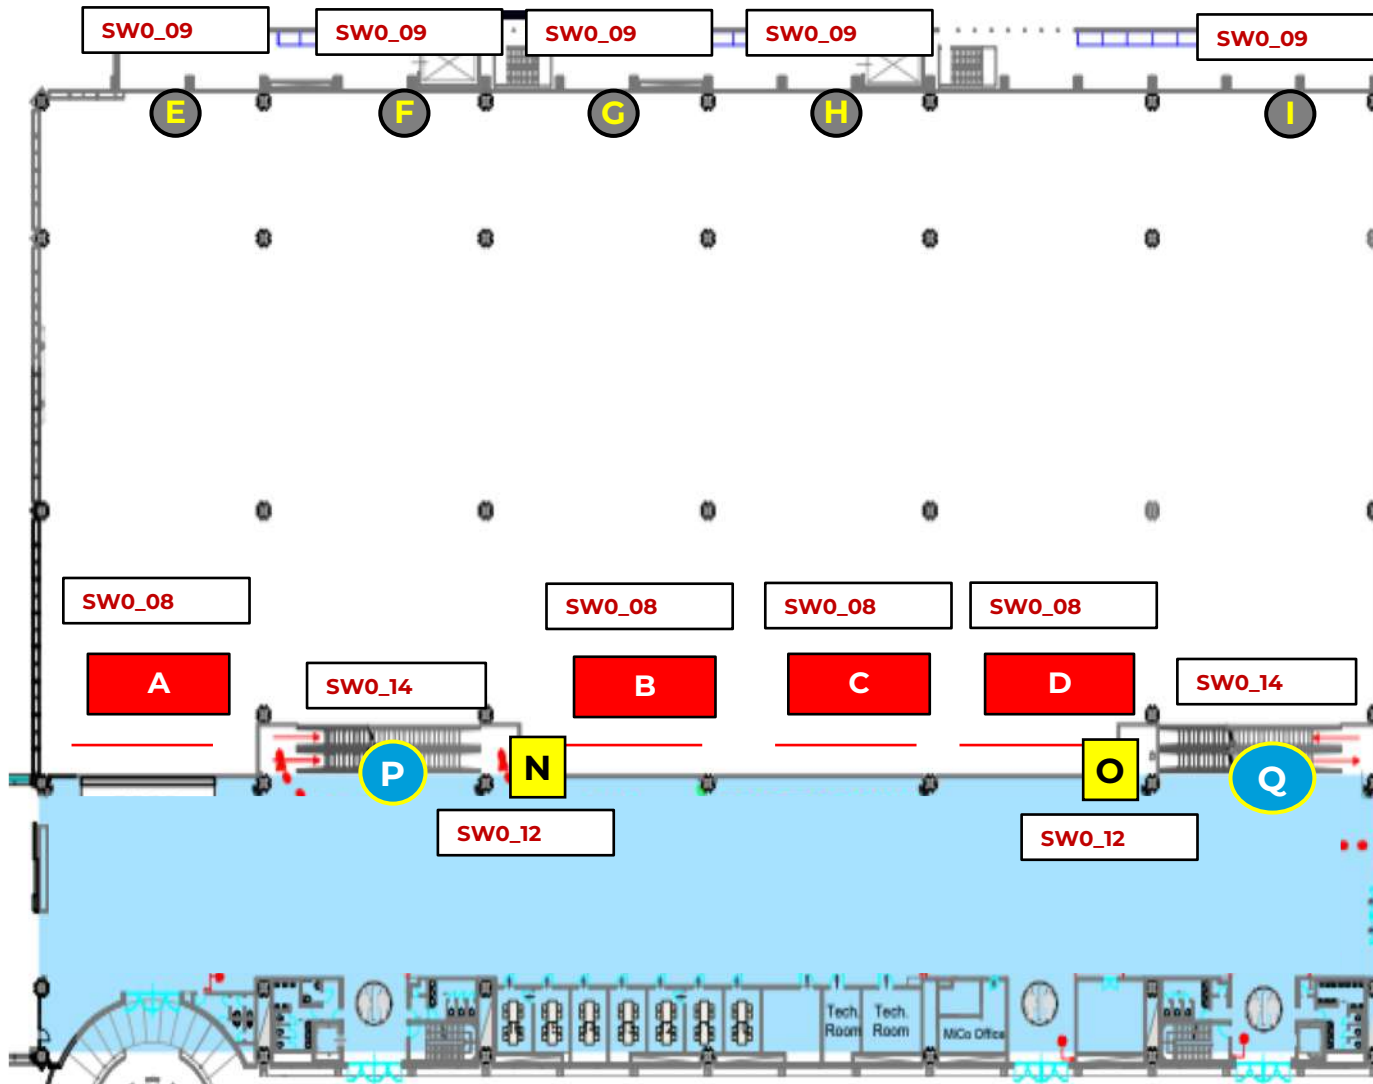 SW0_09
SW0_09
SW0_09
SW0_09
SW0_09
E
F
G
H
I
SW0_08
SW0_08
SW0_08
SW0_08
A
B
C
D
SW0_14
SW0_14
N
O
P
Q
SW0_12
SW0_12
Tech.
Room
Tech.
Room
MiCo Office